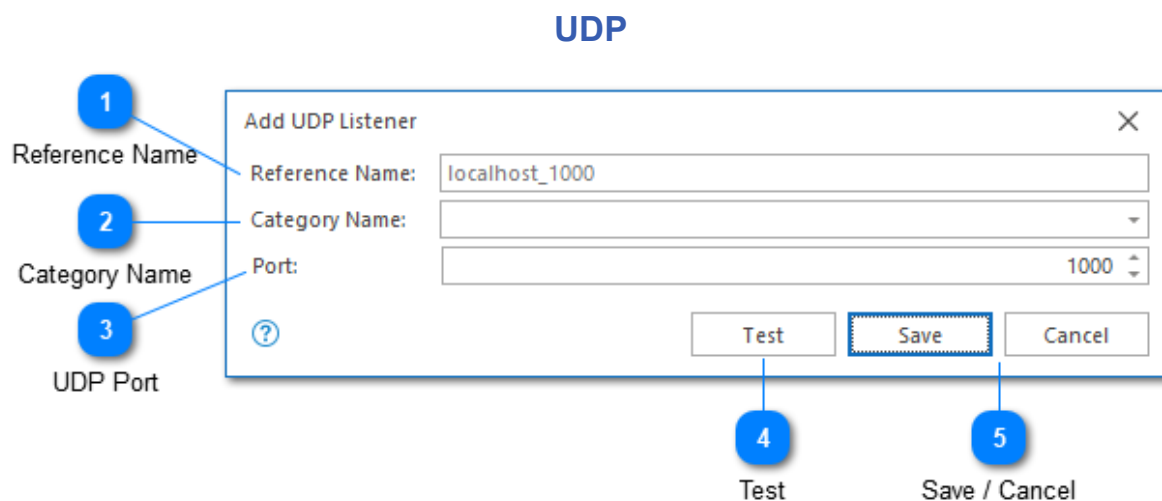 UDP
1
Reference Name
Add UDP Listener
Reference Name: localhost_1000
2
Category Name
Category Name:
3
UDP Port
Port: 1000
? Test Save Cancel
4
Test
5
Save / Cancel